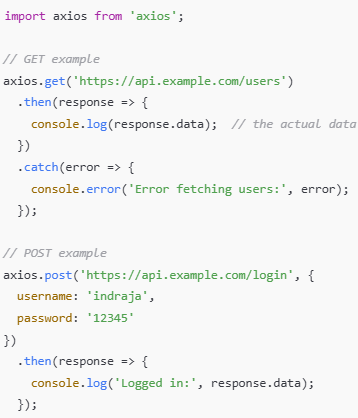 import axios from 'axios';
// GET example
axios.get('https://api.example.com/users')
  .then(response => {
    console.log(response.data);  // the actual data
  })
  .catch(error => {
    console.error('Error fetching users:', error);
  });
// POST example
axios.post('https://api.example.com/login', {
  username: 'indraja',
  password: '12345'
})
  .then(response => {
    console.log('Logged in:', response.data);
  });